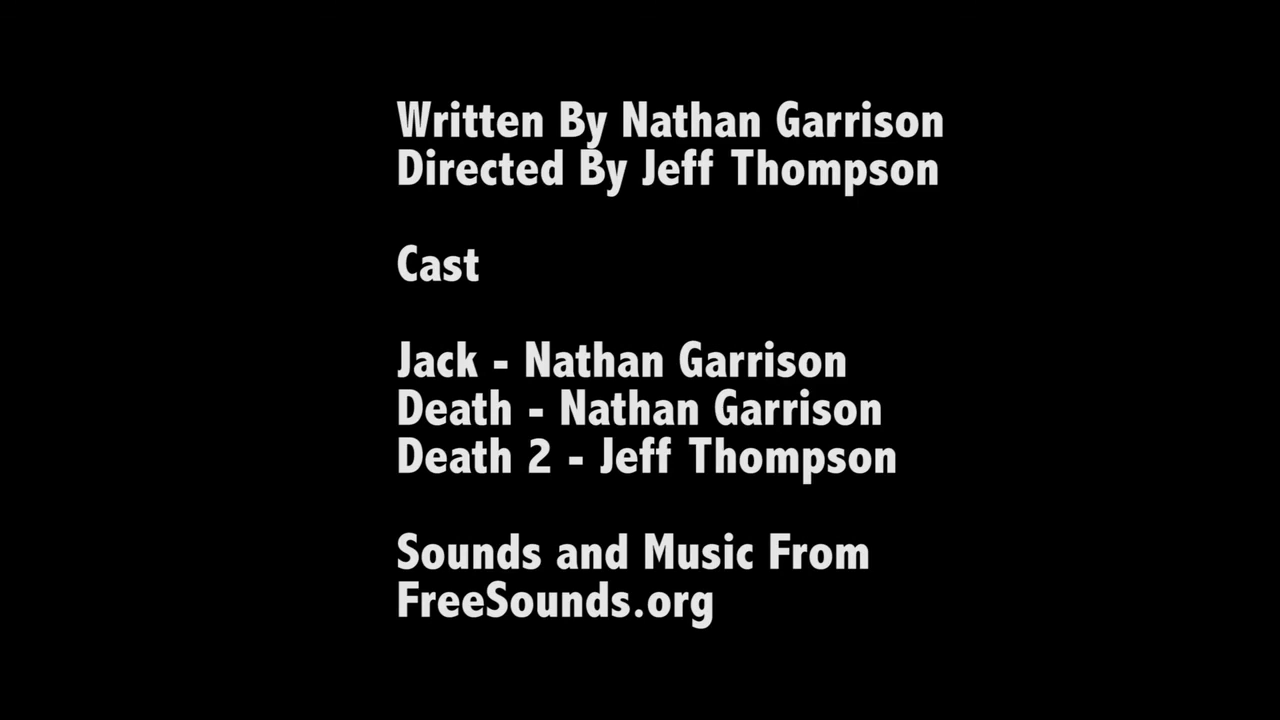 Written By Nathan Garrison
Directed By Jeff Thompson
Cast
Jack - Nathan Garrison
Death - Nathan Garrison
Death 2 - Jeff Thompson
Sounds and Music From
FreeSounds.org